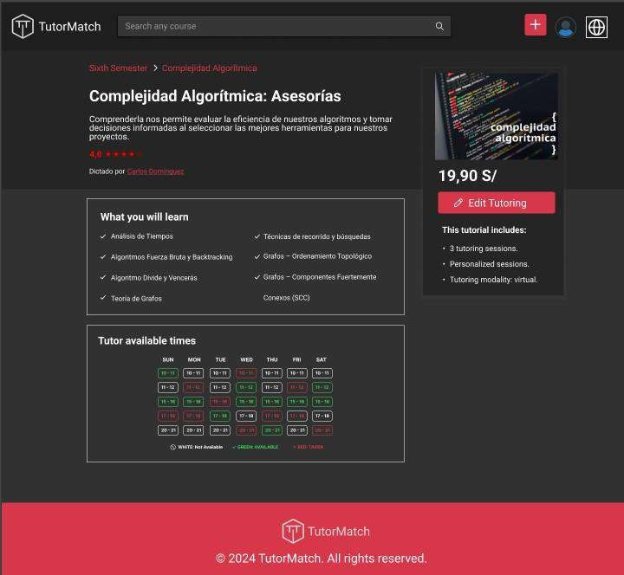 TutorMatch
Search any course
Sixth Semester > Complejidad Algorítmica
Complejidad Algorítmica: Asesorías
Comprenderla nos permite evaluar la eficiencia de nuestros algoritmos y tomar
decisiones informadas al seleccionar las mejores herramientas para nuestros
proyectos.
4,0 ★★★★
Dictado por Carlos Domínguez
{
complejidad
algorítmica
}
19,90 S/
Edit Tutoring
This tutorial includes:
• 3 tutoring sessions.
• Personalized sessions.
• Tutoring modality: virtual.
What you will learn
Análisis de Tiempos
Algoritmos Fuerza Bruta y Backtracking
Algoritmo Divide y Venceras
Teoría de Grafos
Técnicas de recorrido y búsquedas
Grafos – Ordenamiento Topológico
Grafos – Componentes Fuertemente
Conexos (SCC)
Tutor available times
SUN MON TUE WED THU FRI SAT
10 - 11 10 - 11 10 - 11 10 - 11 10 - 11 10 - 11 10 - 11
11 - 12 11 - 12 11 - 12 11 - 12 11 - 12 11 - 12 11 - 12
15 - 16 15 - 16 15 - 16 15 - 16 15 - 16 15 - 16 15 - 16
17 - 18 17 - 18 17 - 18 17 - 18 17 - 18 17 - 18 17 - 18
20 - 21 20 - 21 20 - 21 20 - 21 20 - 21 20 - 21 20 - 21
WHITE: Not Available GREEN: AVAILABLE RED: TAKEN
TutorMatch
© 2024 TutorMatch. All rights reserved.